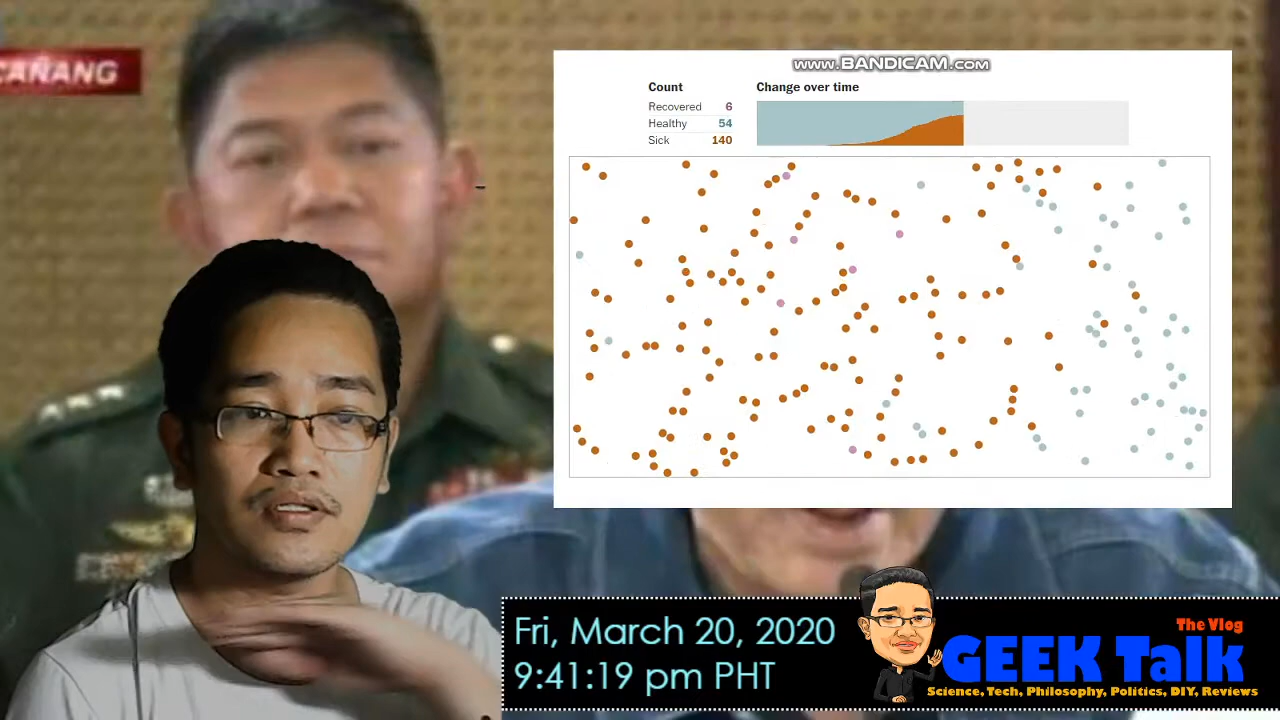 CAÑANG
www.BANDICAM.com
Count
Recovered 6
Healthy 54
Sick 140
Change over time
Fri, March 20, 2020
9:41:19 pm PHT
The Vlog
GEEK Talk
Science, Tech, Philosophy, Politics, DIY, Reviews